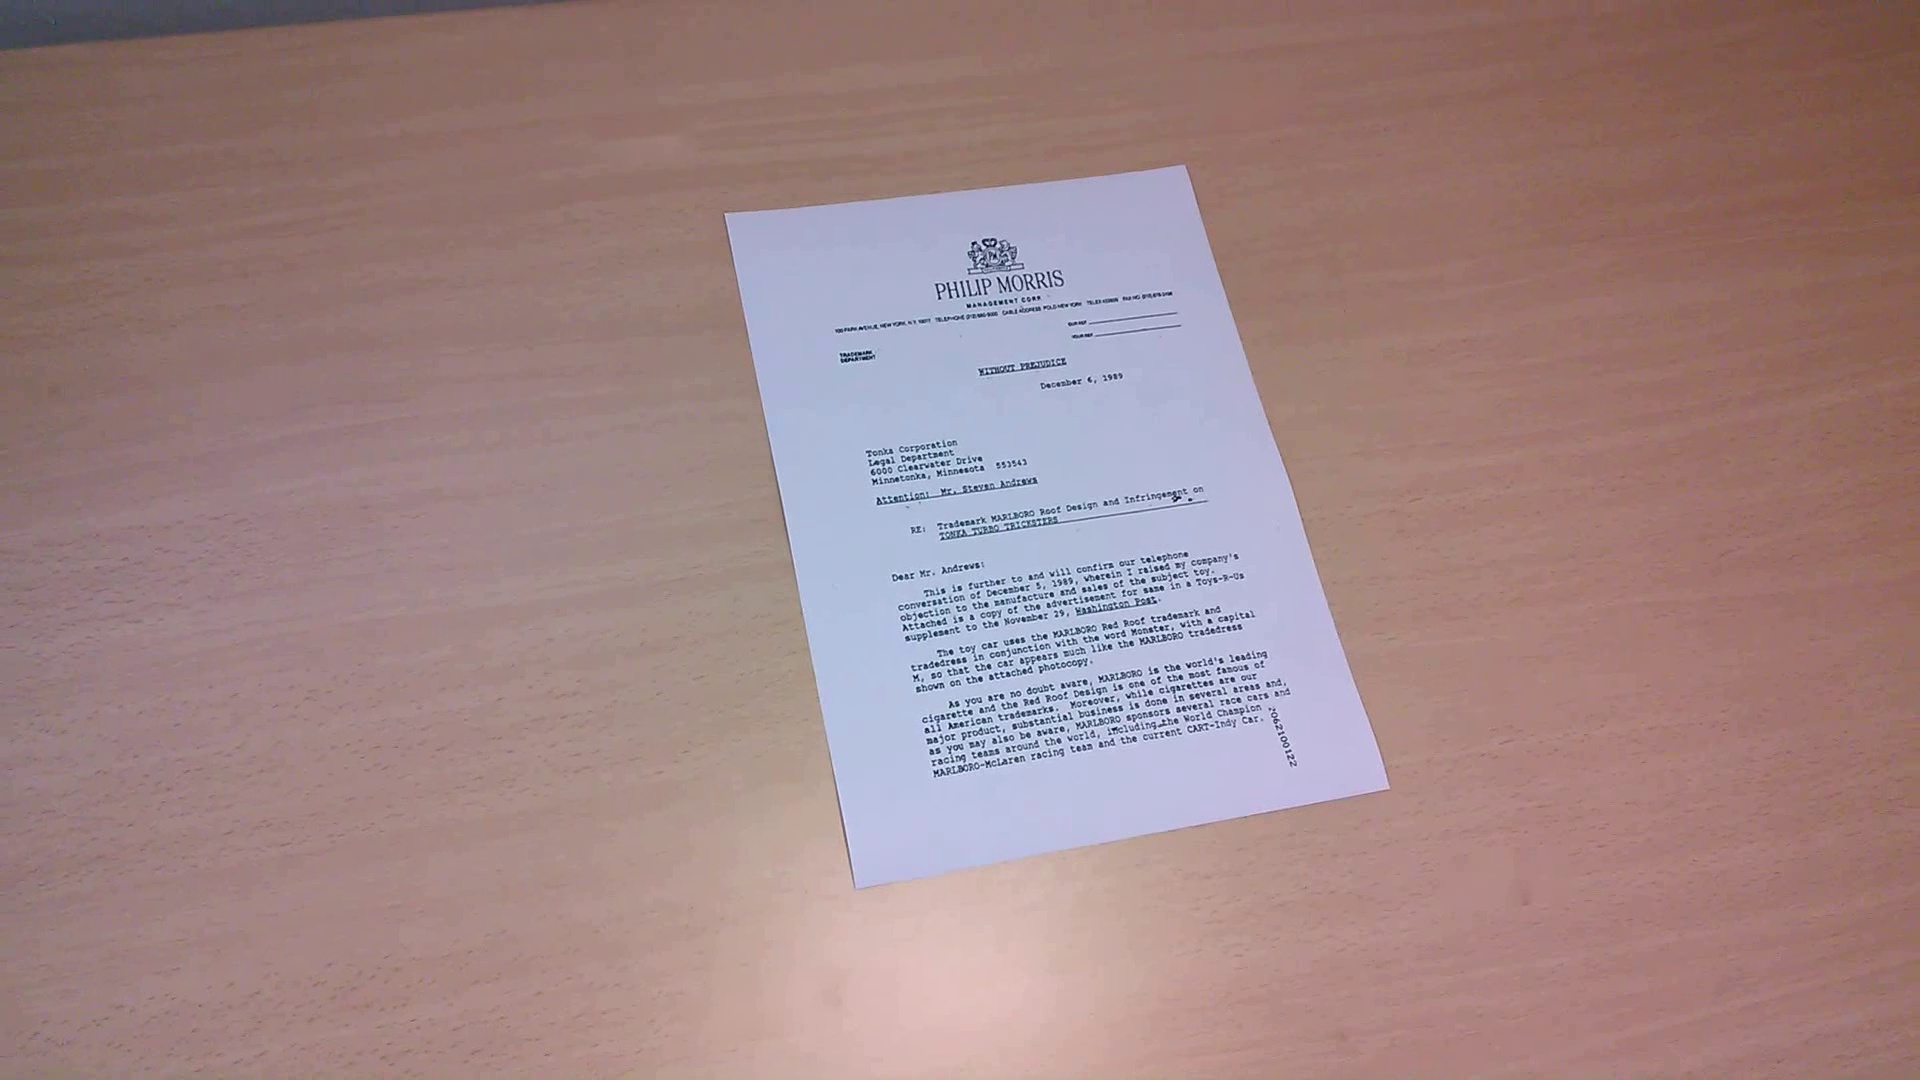 PHILIP MORRIS
MANAGEMENT CORP.
100 PARK AVENUE, NEW YORK, N.Y. 10017 TELEPHONE (212) 880-5000 CABLE ADDRESS POLD-NEW YORK TELEX FAX NO. (212)
OUR REF.
YOUR REF.
TRADEMARK
DEPARTMENT
WITHOUT PREJUDICE
December 6, 1989
Tonka Corporation
Legal Department
6000 Clearwater Drive
Minnetonka, Minnesota 553543
Attention: Mr. Steven Andrews
RE: Trademark MARLBORO Roof Design and Infringement on
TONKA TURBO TRICKSTERS
Dear Mr. Andrews:
This is further to and will confirm our telephone
conversation of December 5, 1989, wherein I raised my company's
objection to the manufacture and sales of the subject toy.
Attached is a copy of the advertisement for same in a Toys-R-Us
supplement to the November 29, Washington Post.
The toy car uses the MARLBORO Red Roof trademark and
tradedress in conjunction with the word Monster, with a capital
M, so that the car appears much like the MARLBORO tradedress
shown on the attached photocopy.
As you are no doubt aware, MARLBORO is the world's leading
cigarette and the Red Roof Design is one of the most famous of
all American trademarks. Moreover, while cigarettes are our
major product, substantial business is done in several areas and,
as you may also be aware, MARLBORO sponsors several race cars and
racing teams around the world, including the World Champion
MARLBORO-McLaren racing team and the current CART-Indy Car.
2062100122